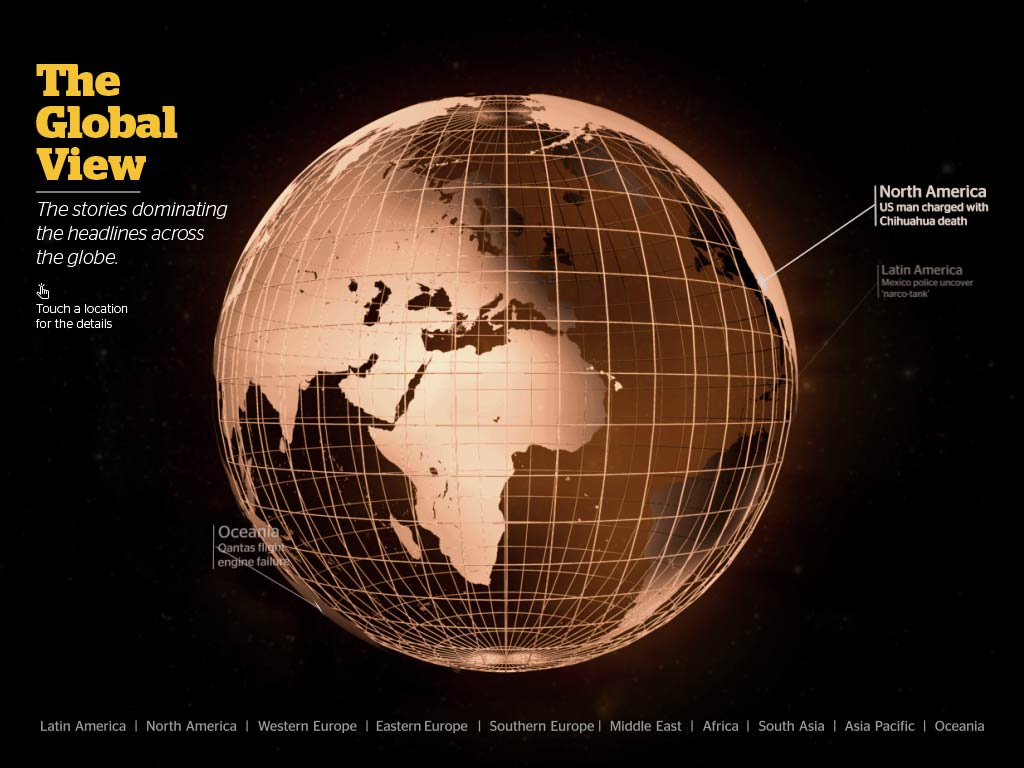 The
Global
View
The stories dominating
the headlines across
the globe.
Touch a location
for the details
North America
US man charged with
Chihuahua death
Latin America
Mexico police uncover
'narco-tank'
Oceania
Qantas flight
engine failure
Latin America | North America | Western Europe | Eastern Europe | Southern Europe | Middle East | Africa | South Asia | Asia Pacific | Oceania